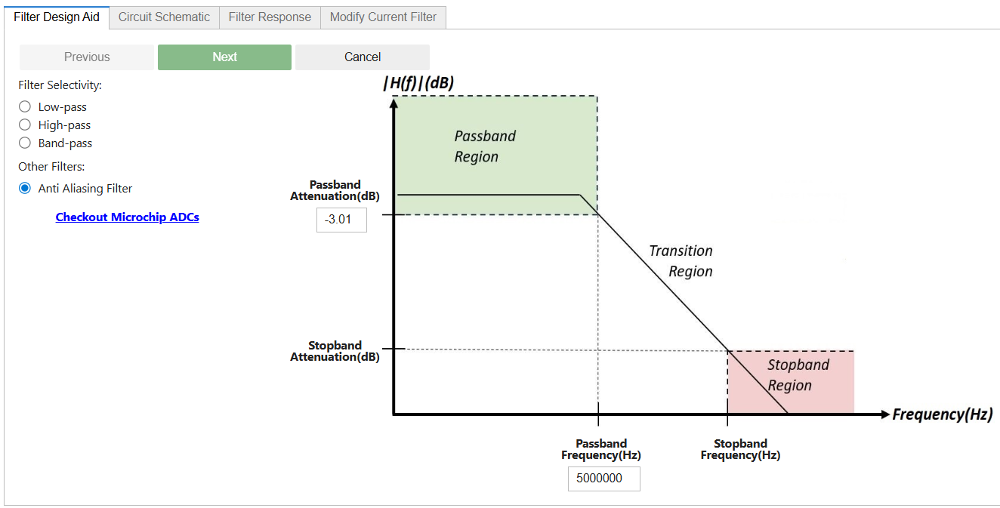 Filter Design Aid
Circuit Schematic
Filter Response
Modify Current Filter
Previous
Next
Cancel
Filter Selectivity:
Low-pass
High-pass
Band-pass
Other Filters:
Anti Aliasing Filter
Checkout Microchip ADCs
|H(f)|(dB)
Passband
Region
Passband
Attenuation(dB)
-3.01
Transition
Region
Stopband
Attenuation(dB)
Stopband
Region
Frequency(Hz)
Passband
Frequency(Hz)
5000000
Stopband
Frequency(Hz)